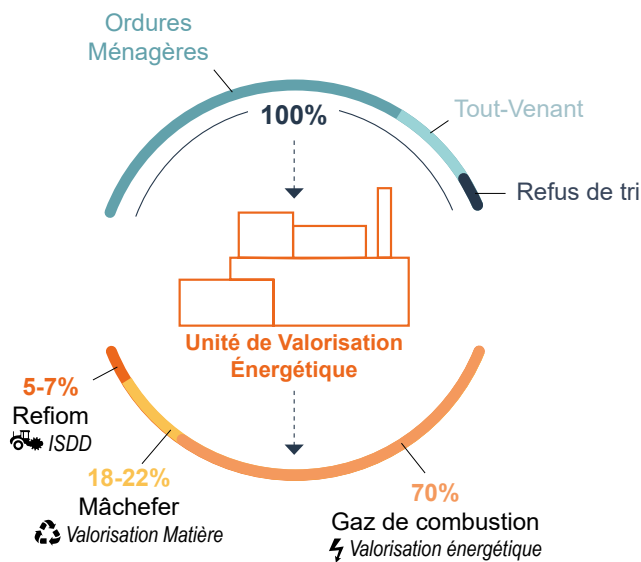 Ordures
Ménagères
100%
Tout-Venant
Refus de tri
Unité de Valorisation
Énergétique
5-7%
Refiom
ISDD
18-22%
Mâchefer
Valorisation Matière
70%
Gaz de combustion
Valorisation énergétique